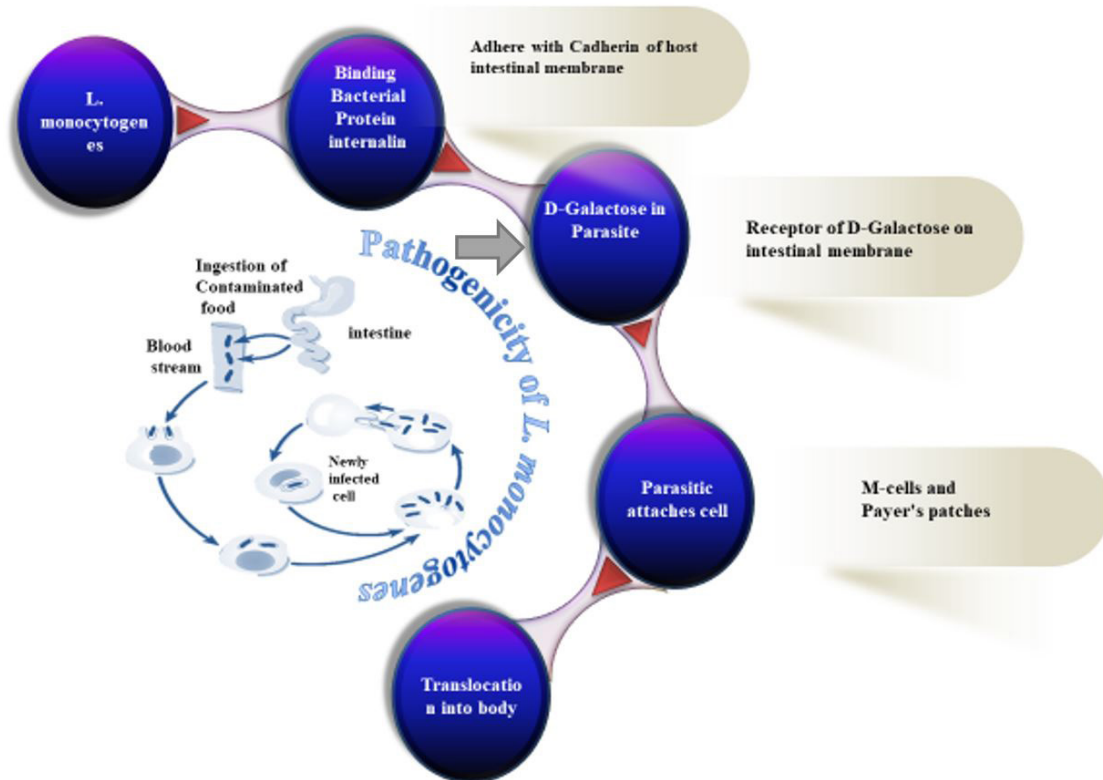 L.
monocytogen
es
Binding
Bacterial
Protein
internalin
Adhere with Cadherin of host
intestinal membrane
D-Galactose in
Parasite
Receptor of D-Galactose on
intestinal membrane
Parasitic
attaches cell
M-cells and
Payer's patches
Translocatio
n into body
Pathogenicity of L. monocytogenes
Ingestion of
Contaminated
food
intestine
Blood
stream
Newly
infected
cell